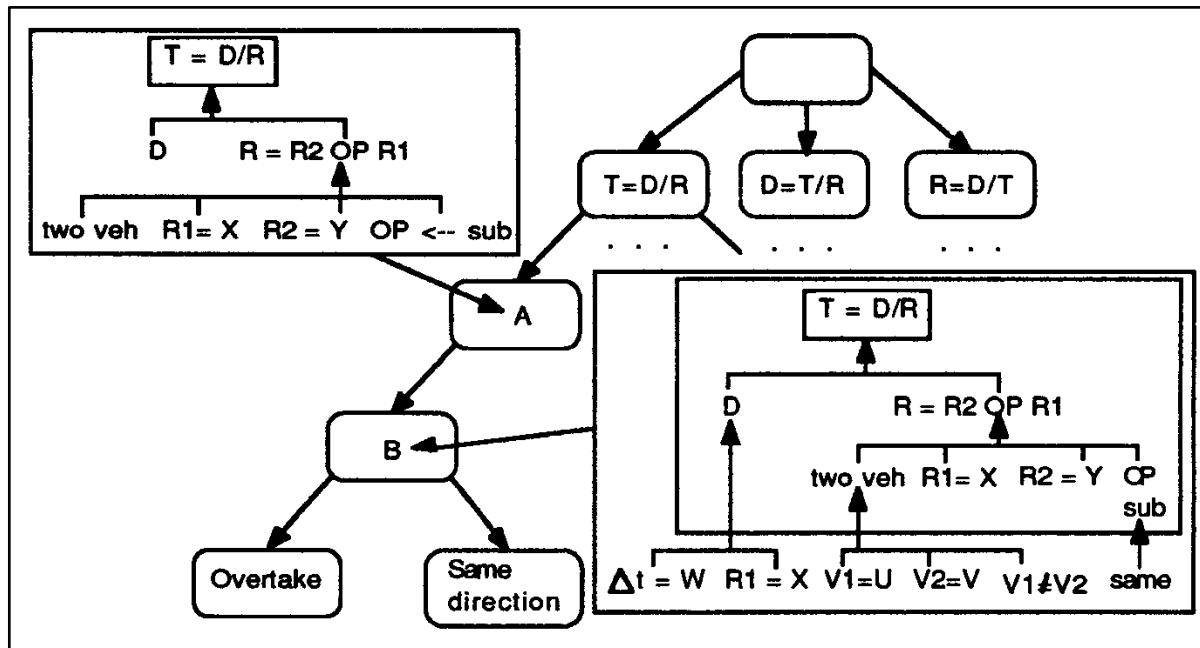 T = D/R
D R = R2 OP R1
two veh R1= X R2 = Y OP <-- sub
T=D/R D=T/R R=D/T
. . . . . . . . .
A
B
Overtake
Same
direction
T = D/R
D R = R2 OP R1
two veh R1= X R2 = Y OP
sub
Δt = W R1 = X V1=U V2=V V1≠V2 same